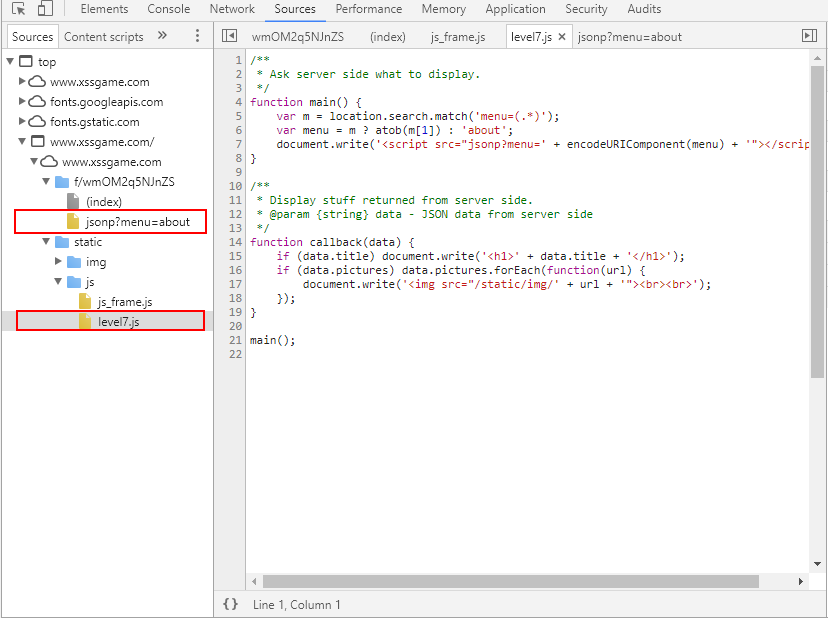 Elements Console Network Sources Performance Memory Application Security Audits
Sources Content scripts »
wmOM2q5NJnZS (index) js_frame.js level7.js × jsonp?menu=about
top
www.xssgame.com
fonts.googleapis.com
fonts.gstatic.com
www.xssgame.com/
www.xssgame.com
f/wmOM2q5NJnZS
(index)
jsonp?menu=about
static
img
js
js_frame.js
level7.js
1 /**
2 * Ask server side what to display.
3 */
4 function main() {
5 var m = location.search.match('menu=(.*)');
6 var menu = m ? atob(m[1]) : 'about';
7 document.write('<script src="jsonp?menu=' + encodeURIComponent(menu) + '"></scrip
8 }
9
10 /**
11 * Display stuff returned from server side.
12 * @param {string} data - JSON data from server side
13 */
14 function callback(data) {
15 if (data.title) document.write('<h1>' + data.title + '</h1>');
16 if (data.pictures) data.pictures.forEach(function(url) {
17 document.write('<img src="/static/img/' + url + '"><br><br>');
18 });
19 }
20
21 main();
22
{} Line 1, Column 1